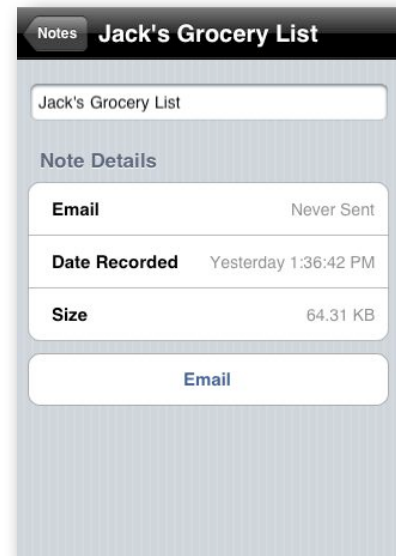 Notes Jack's Grocery List
Jack's Grocery List
Note Details
Email Never Sent
Date Recorded Yesterday 1:36:42 PM
Size 64.31 KB
Email